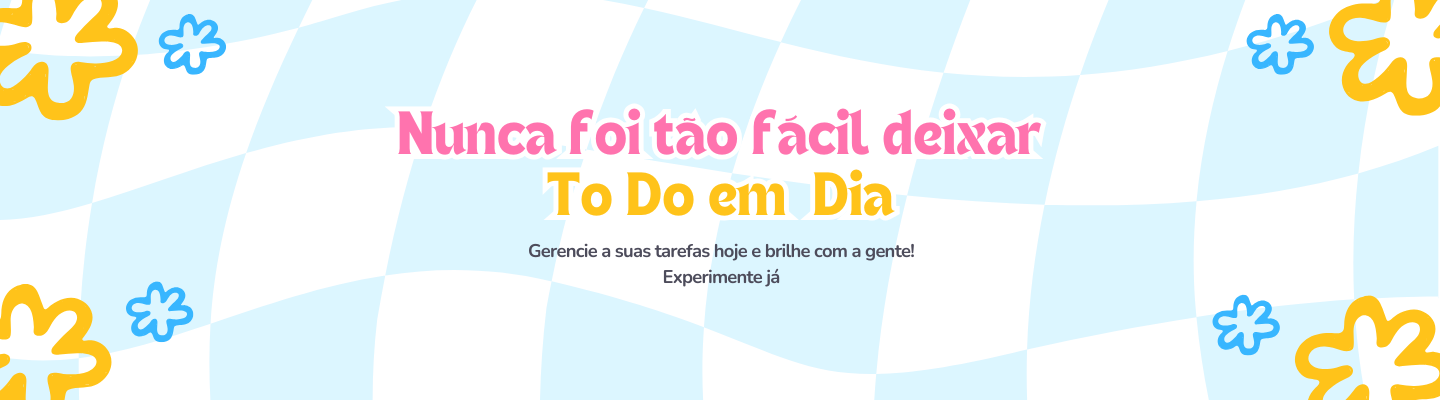 Nunca foi tão fácil deixar
To Do em Dia
Gerencie a suas tarefas hoje e brilhe com a gente!
Experimente já